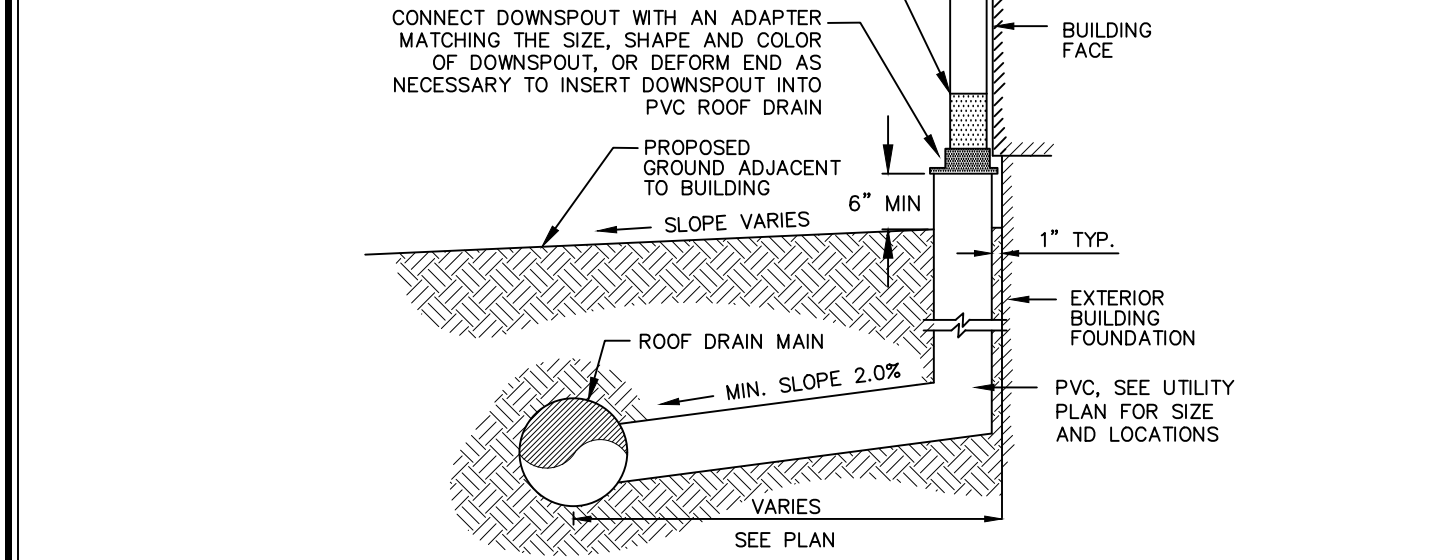 CONNECT DOWNSPOUT WITH AN ADAPTER
MATCHING THE SIZE, SHAPE AND COLOR
OF DOWNSPOUT, OR DEFORM END AS
NECESSARY TO INSERT DOWNSPOUT INTO
PVC ROOF DRAIN
BUILDING
FACE
PROPOSED
GROUND ADJACENT
TO BUILDING
6" MIN
SLOPE VARIES
1" TYP.
EXTERIOR
BUILDING
FOUNDATION
ROOF DRAIN MAIN
MIN. SLOPE 2.0%
PVC, SEE UTILITY
PLAN FOR SIZE
AND LOCATIONS
VARIES
SEE PLAN